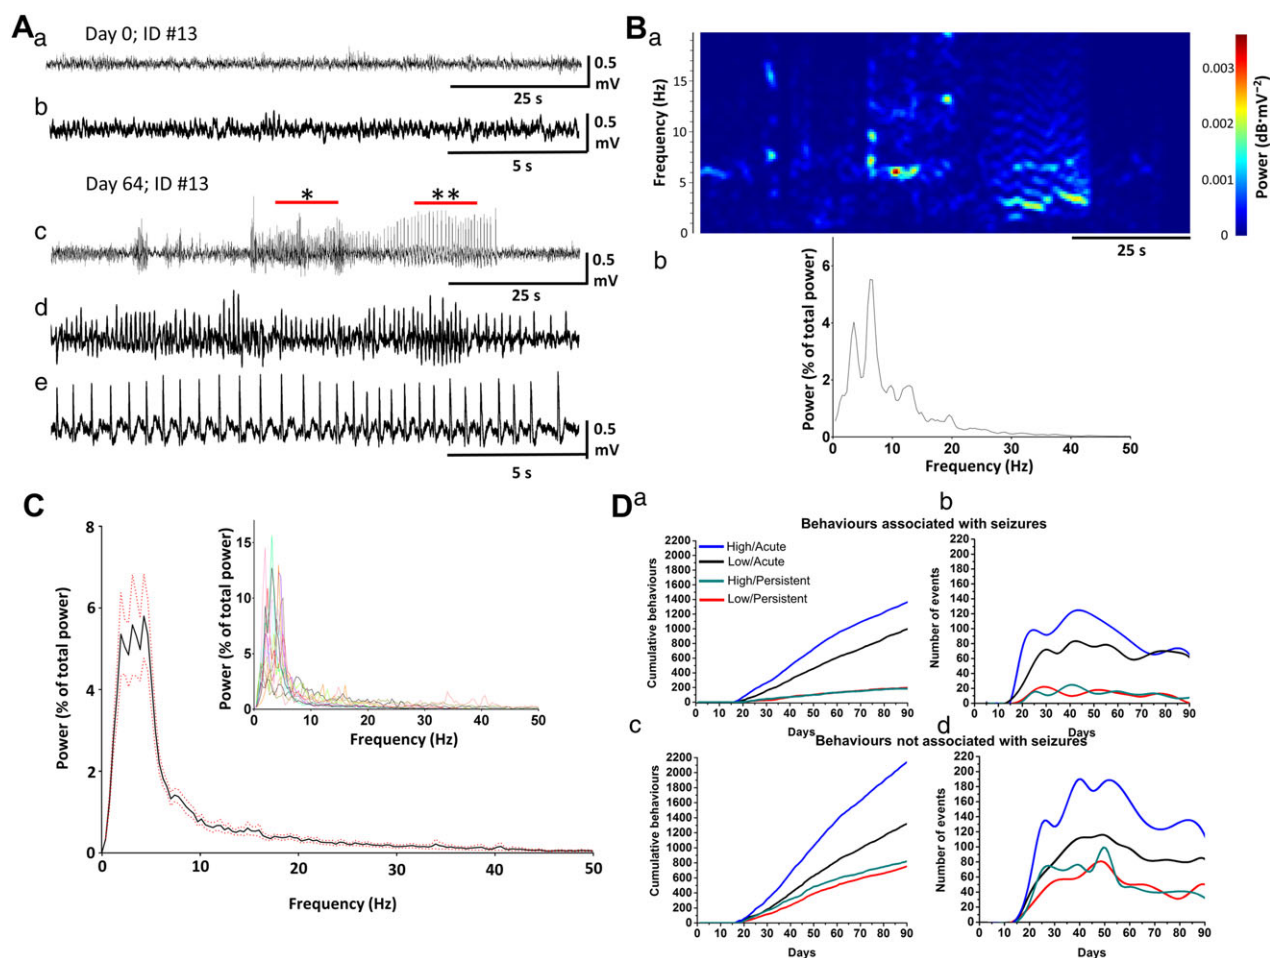 A
a
Day 0; ID #13
0.5
mV
25 s
b
0.5
mV
5 s
Day 64; ID #13
*
**
c
0.5
mV
25 s
d
e
0.5
mV
5 s
B
a
Frequency (Hz)
15
10
5
0
25 s
0.003
0.002
0.001
0
Power (dB·mV⁻²)
b
Power (% of total power)
6
4
2
0
0 10 20 30 40 50
Frequency (Hz)
C
Power (% of total power)
8
6
4
2
0
0 10 20 30 40 50
Frequency (Hz)
Power (% of total power)
15
10
5
0
0 10 20 30 40 50
Frequency (Hz)
D
a
b
Behaviours associated with seizures
Cumulative behaviours
2200
2000
1800
1600
1400
1200
1000
800
600
400
200
0
High/Acute
Low/Acute
High/Persistent
Low/Persistent
0 10 20 30 40 50 60 70 80 90
Days
Number of events
220
200
180
160
140
120
100
80
60
40
20
0
0 10 20 30 40 50 60 70 80 90
Days
c
d
Behaviours not associated with seizures
Cumulative behaviours
2200
2000
1800
1600
1400
1200
1000
800
600
400
200
0
0 10 20 30 40 50 60 70 80 90
Days
Number of events
220
200
180
160
140
120
100
80
60
40
20
0
0 10 20 30 40 50 60 70 80 90
Days